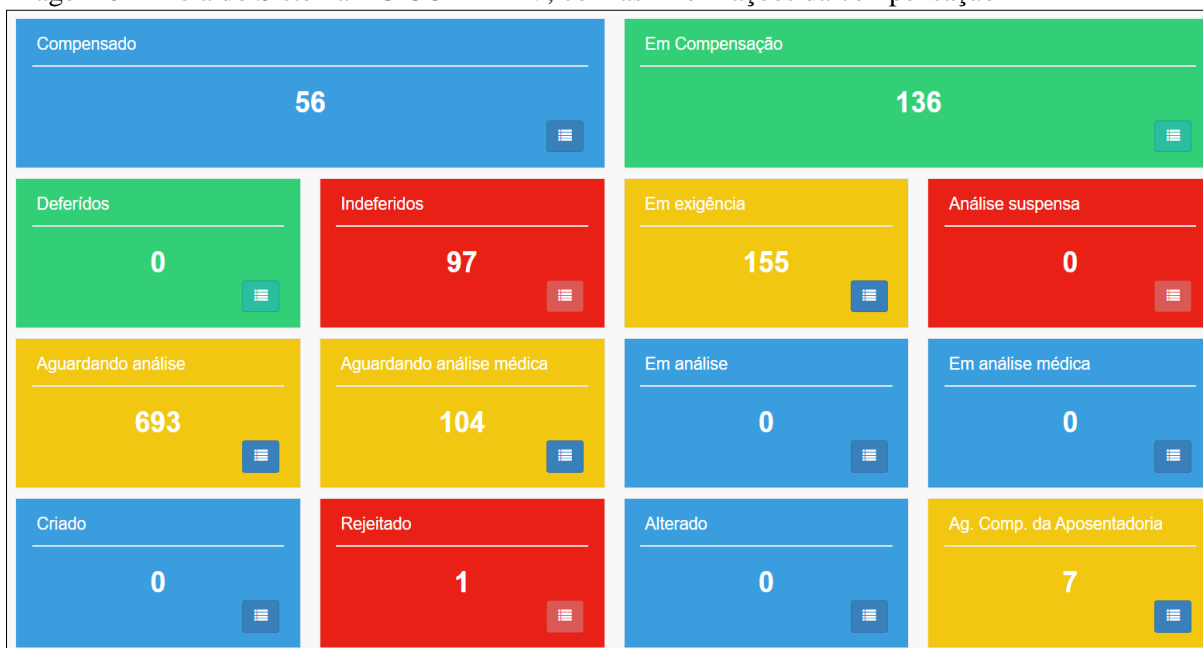 Compensado
Em Compensação
56
136
Deferídos
Indeferidos
Em exigência
Análise suspensa
0
97
155
0
Aguardando análise
Aguardando análise médica
Em análise
Em análise médica
693
104
0
0
Criado
Rejeitado
Alterado
Ag. Comp. da Aposentadoria
0
1
0
7